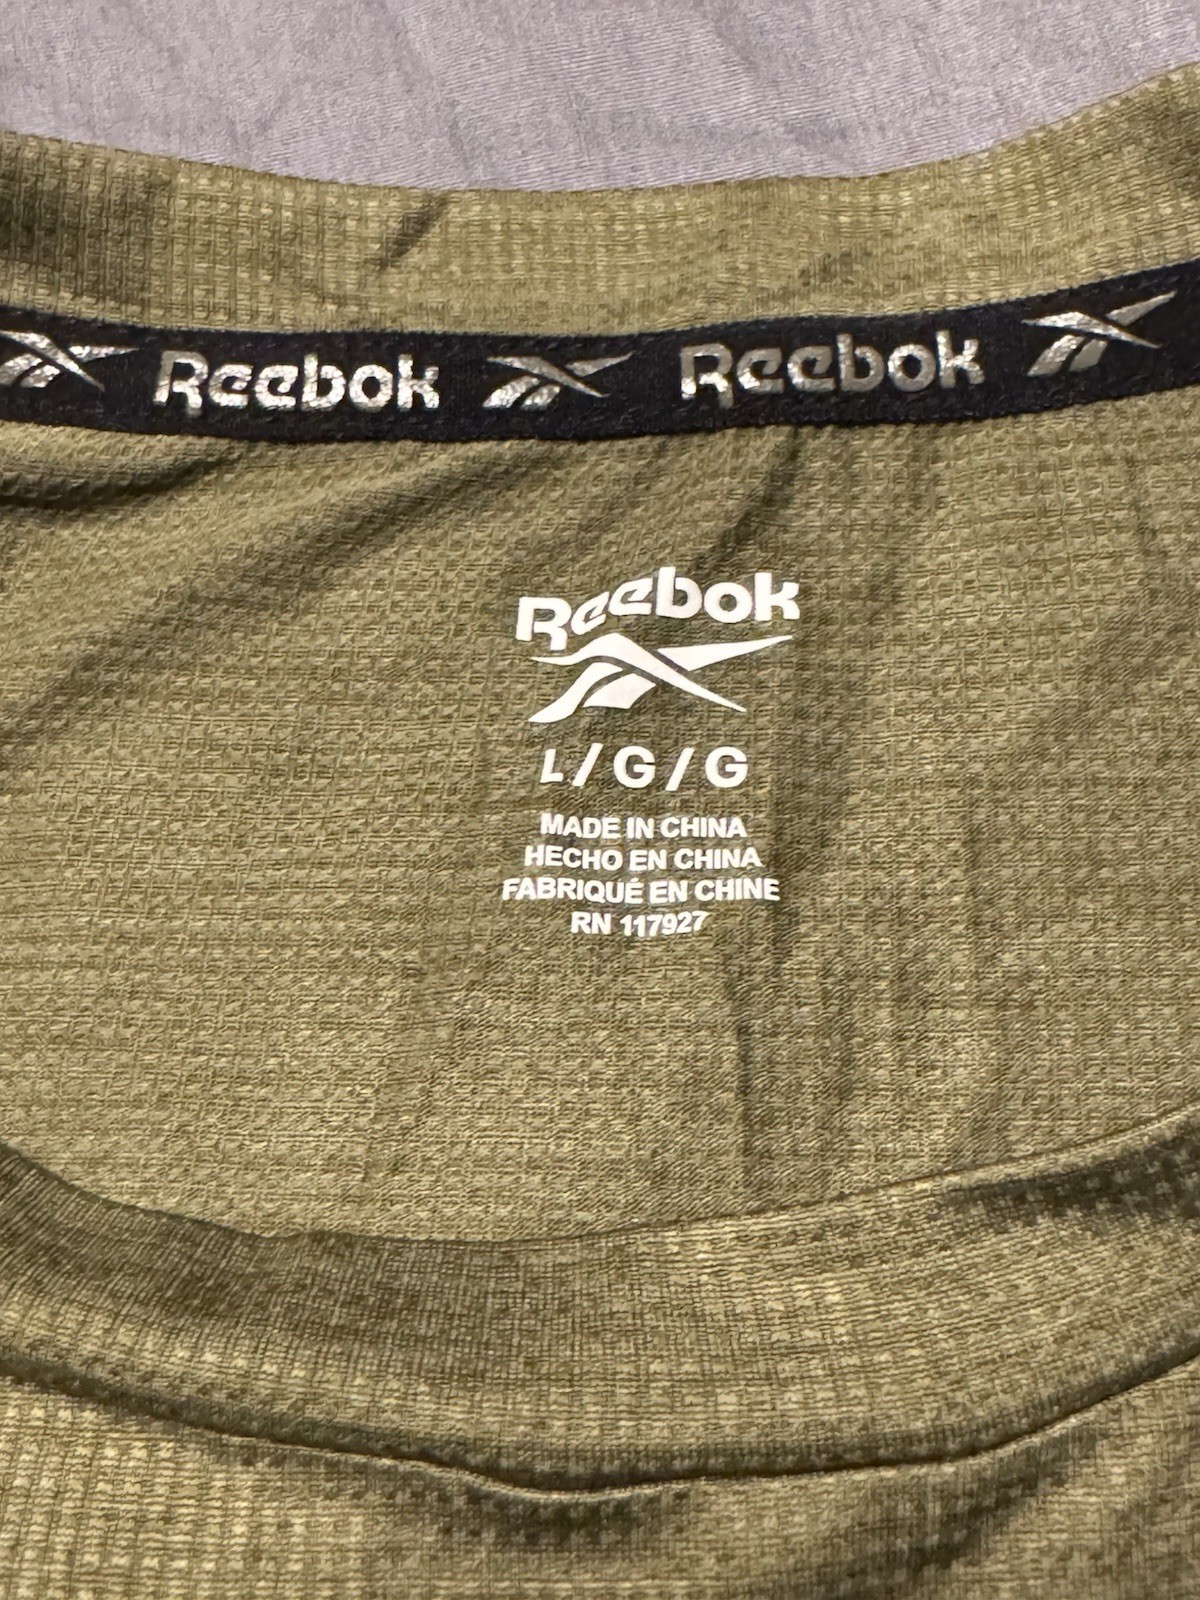 Reebok Reebok
Reebok
L/G/G
MADE IN CHINA
HECHO EN CHINA
FABRIQUÉ EN CHINE
RN 117927